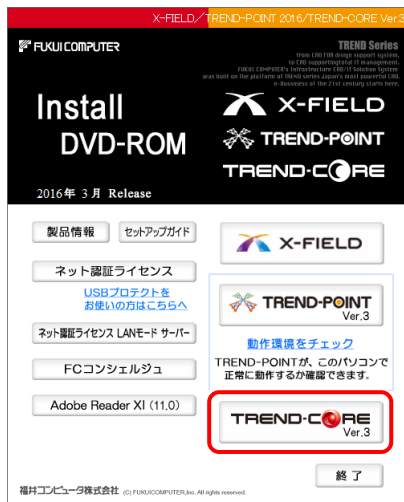 X-FIELD／TREND-POINT 2016/TREND-CORE Ver.3
FUKUI COMPUTER
TREND Series
from CAD FOR design support system,
to CAD supportingtotal IT management.
FUKUI COMPUTER's Infrastructure CAD/IT Solution System
was built on the platform of TREND series Japan's most powerful CAD,
e-Bussiness of the 21st century starts here.
Install
DVD-ROM
X-FIELD
TREND-POINT
TREND-CORE
2016年 3月 Release
製品情報
セットアップガイド
X-FIELD
ネット認証ライセンス
USBプロテクトを
お使いの方はこちらへ
TREND-POINT
Ver.3
ネット認証ライセンス LANモード サーバー
動作環境をチェック
TREND-POINTが、このパソコンで
正常に動作するか確認できます。
FCコンシェルジュ
Adobe Reader XI (11.0)
TREND-CORE
Ver.3
終了
福井コンピュータ株式会社 (C) FUKUICOMPUTER,Inc. All rights reserved.